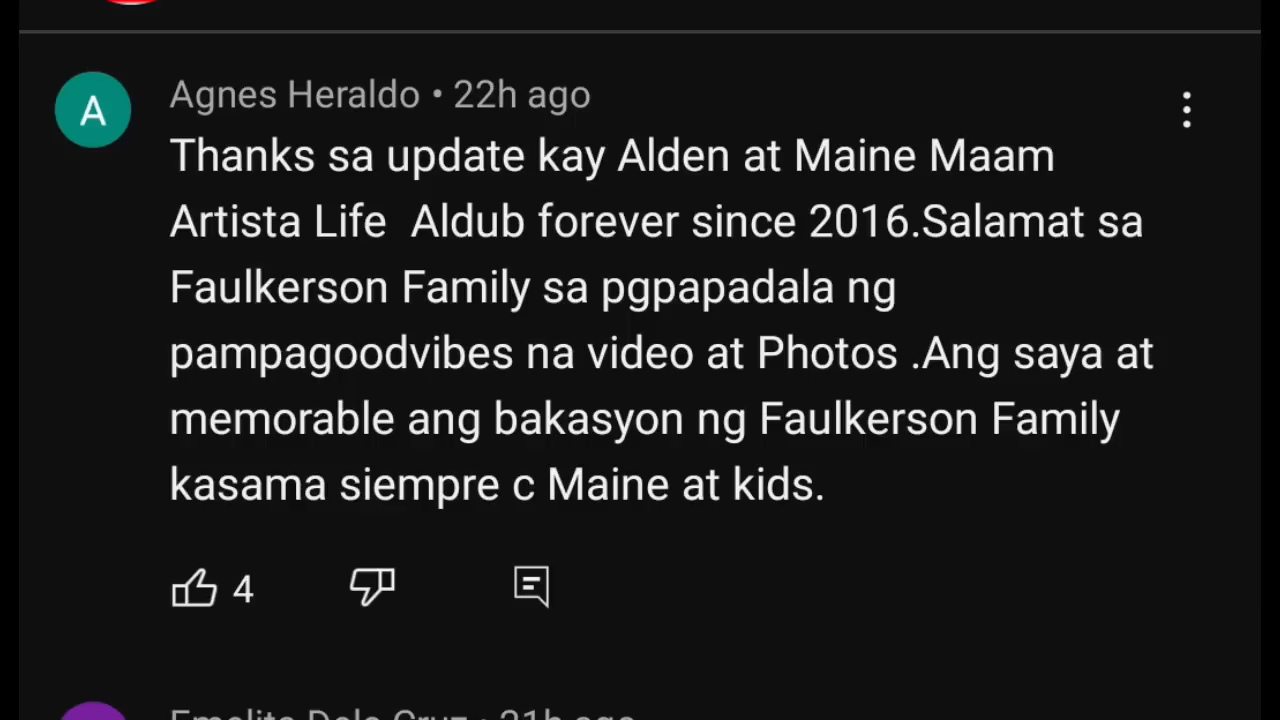 Agnes Heraldo • 22h ago
A
Thanks sa update kay Alden at Maine Maam
Artista Life Aldub forever since 2016.Salamat sa
Faulkerson Family sa pgpapadala ng
pampagoodvibes na video at Photos .Ang saya at
memorable ang bakasyon ng Faulkerson Family
kasama siempre c Maine at kids.
4